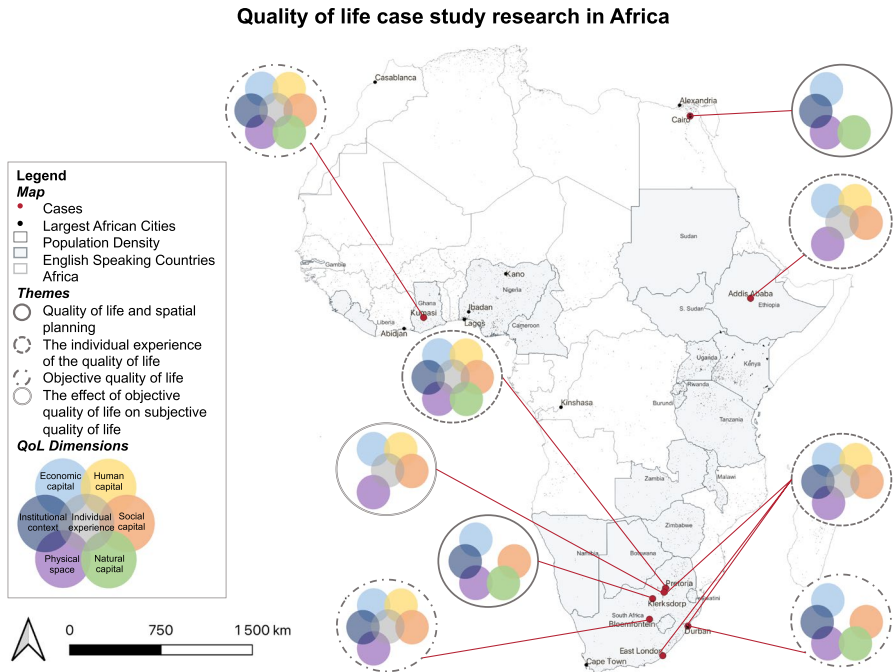 Quality of life case study research in Africa
Legend
Map
Cases
Largest African Cities
Population Density
English Speaking Countries
Africa
Themes
Quality of life and spatial
planning
The individual experience
of the quality of life
Objective quality of life
The effect of objective
quality of life on subjective
quality of life
QoL Dimensions
Economic
capital
Human
capital
Institutional
context
Individual
experience
Social
capital
Physical
space
Natural
capital
0
750
1 500 km
Casablanca
Alexandria
Cairo
Sudan
Gambia
Kano
Nigeria
Addis Ababa
Ethiopia
Ghana
Kumasi
Ibadan
Lagos
S. Sudan
Liberia
Abidjan
Cameroon
Uganda
Kenya
Rwanda
Kinshasa
Burundi
Tanzania
Zambia
Malawi
Zimbabwe
Namibia
Botswana
Pretoria
Klerksdorp
South Africa
Bloemfontein
Durban
East London
Cape Town